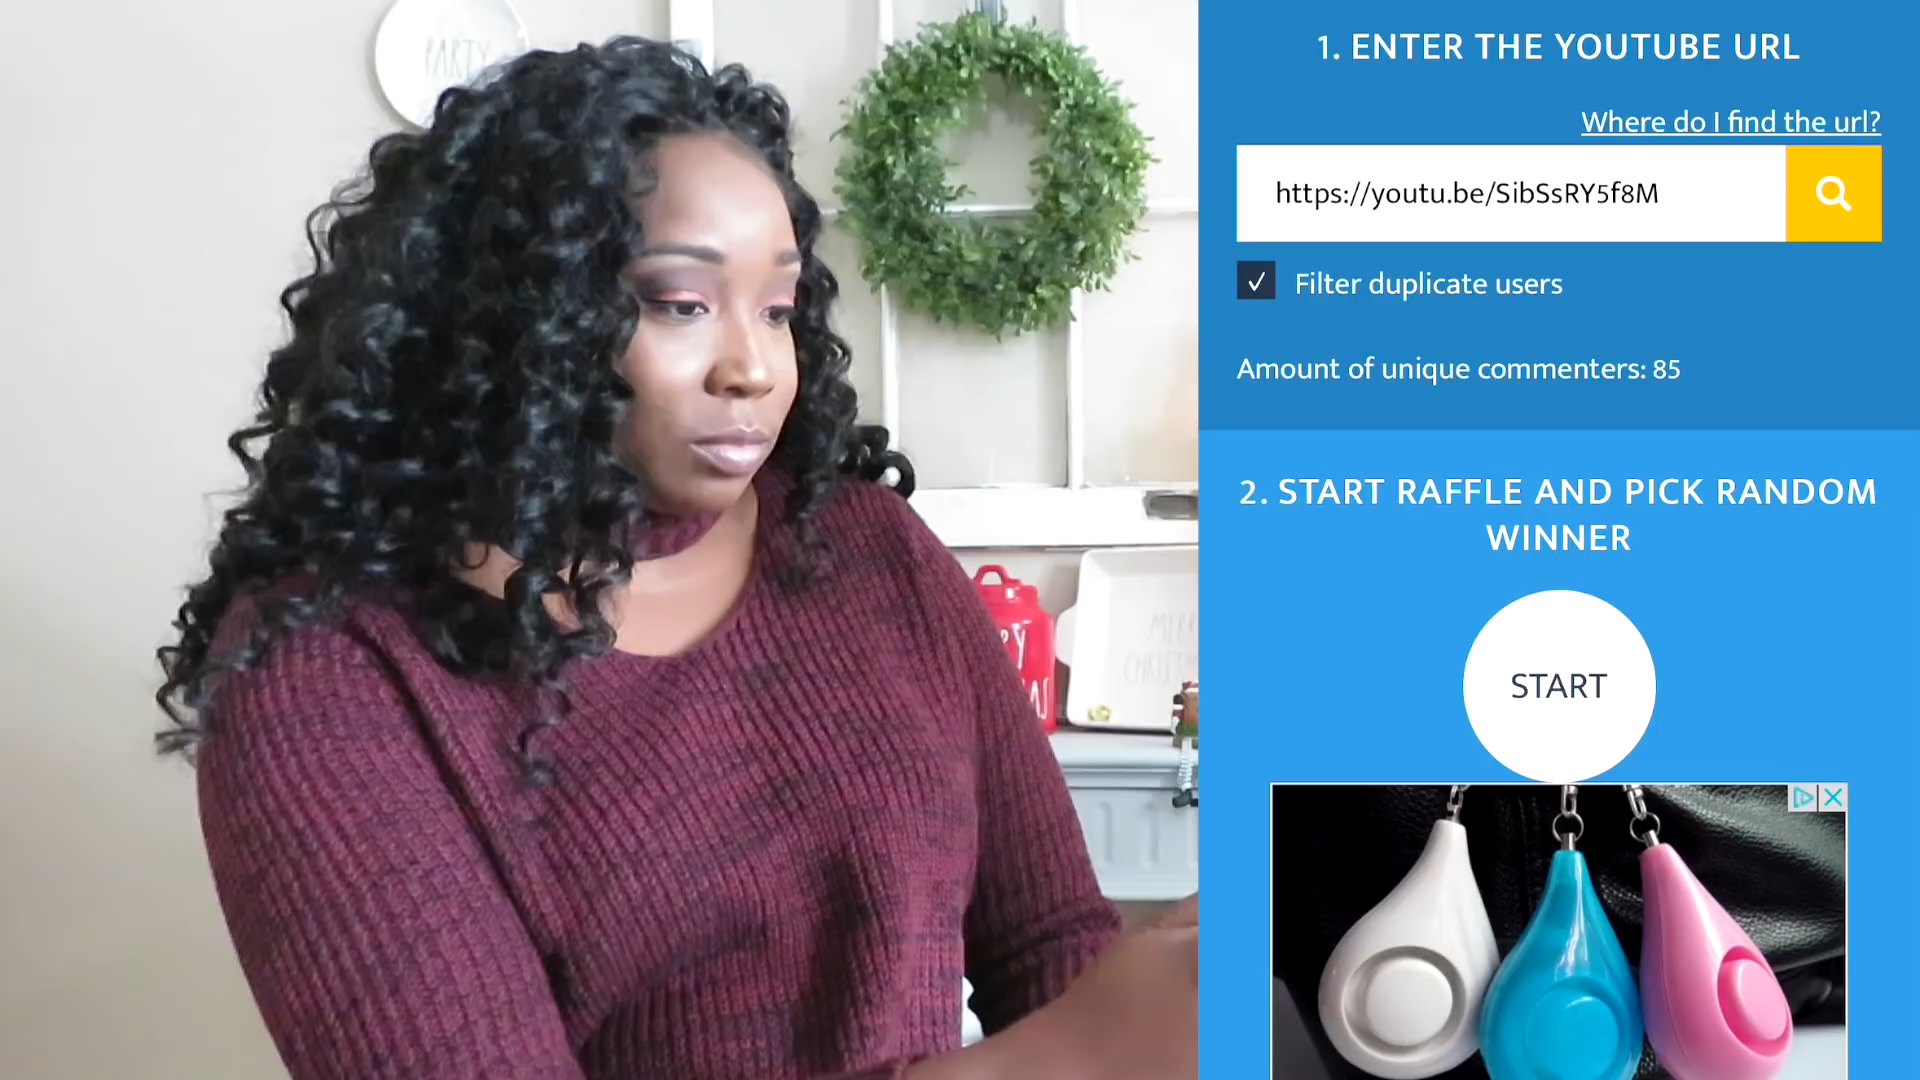 PARTY
1. ENTER THE YOUTUBE URL
Where do I find the url?
https://youtu.be/SibSsRY5f8M
✓ Filter duplicate users
Amount of unique commenters: 85
2. START RAFFLE AND PICK RANDOM
WINNER
START